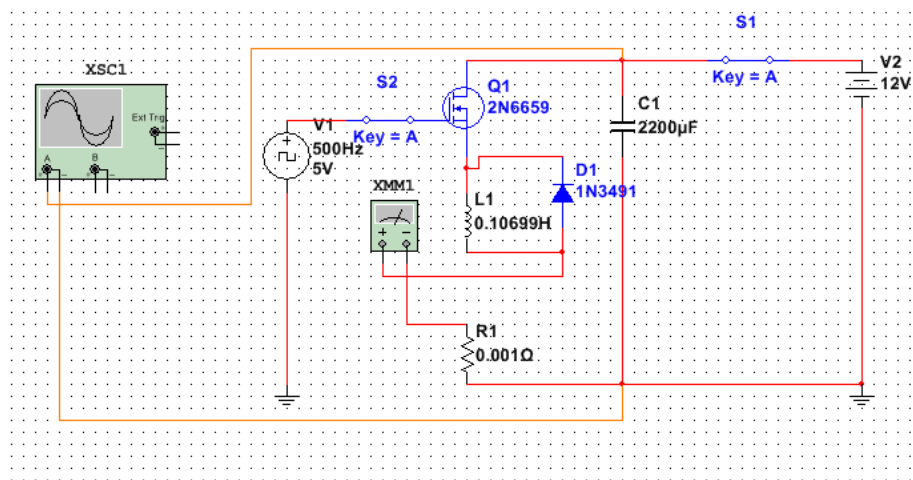 S1
XSC1
Ext Trig
A
B
S2
Key = A
V1
500Hz
5V
Q1
2N6659
C1
2200µF
Key = A
V2
12V
XMM1
D1
1N3491
L1
0.10699H
R1
0.001Ω